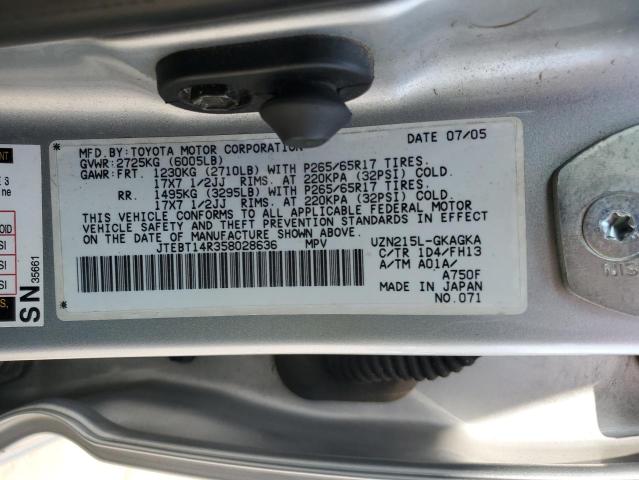 MFD.BY:TOYOTA MOTOR CORPORATION DATE 07/05
GVWR:2725KG (6005LB)
GAWR:FRT. 1230KG (2710LB) WITH P265/65R17 TIRES.
17X7 1/2JJ RIMS. AT 220KPA (32PSI) COLD.
RR. 1495KG(3295LB) WITH P265/65R17 TIRES.
17X7 1/2JJ RIMS. AT 220KPA (32PSI) COLD.
THIS VEHICLE CONFORMS TO ALL APPLICABLE FEDERAL MOTOR
VEHICLE SAFETY AND THEFT PREVENTION STANDARDS IN EFFECT
ON THE DATE OF MANUFACTURE SHOWN ABOVE.
JTEBT14R358028636 MPV UZN215L-GKAGKA
C/TR 1D4/FH13
A/TM A01A/
A750F
MADE IN JAPAN
NO.071
SN 35661